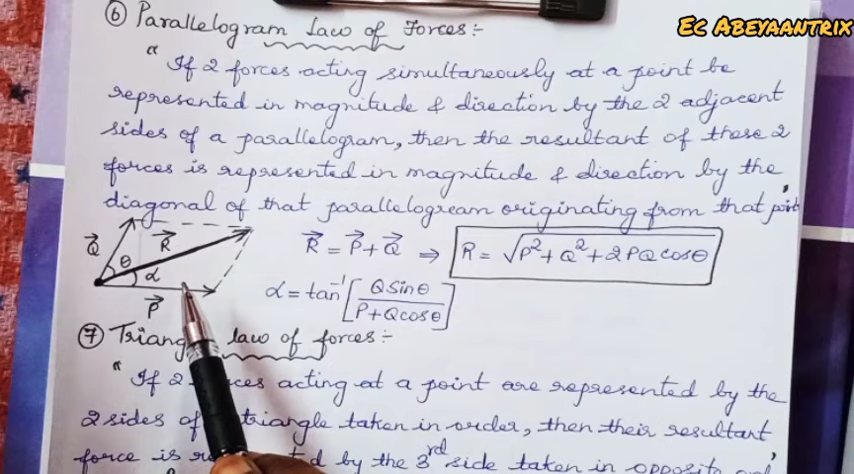 Ec Abeyaantrix
⑥ Parallelogram Law of Forces:-
"If 2 forces acting simultaneously at a point be
represented in magnitude & direction by the 2 adjacent
sides of a parallelogram, then the resultant of these 2
forces is represented in magnitude & direction by the
diagonal of that parallelogram originating from that point"
Q⃗ R⃗ θ α P⃗
R⃗ = P⃗ + Q⃗ ⇒ R = √(P² + Q² + 2PQ cosθ)
α = tan⁻¹ [Q Sinθ / (P + Q cosθ)]
⑦ Triangle law of forces:-
"If 2 forces acting at a point are represented by the
2 sides of triangle taken in order, then their resultant
force is by the 3rd side taken in opposite